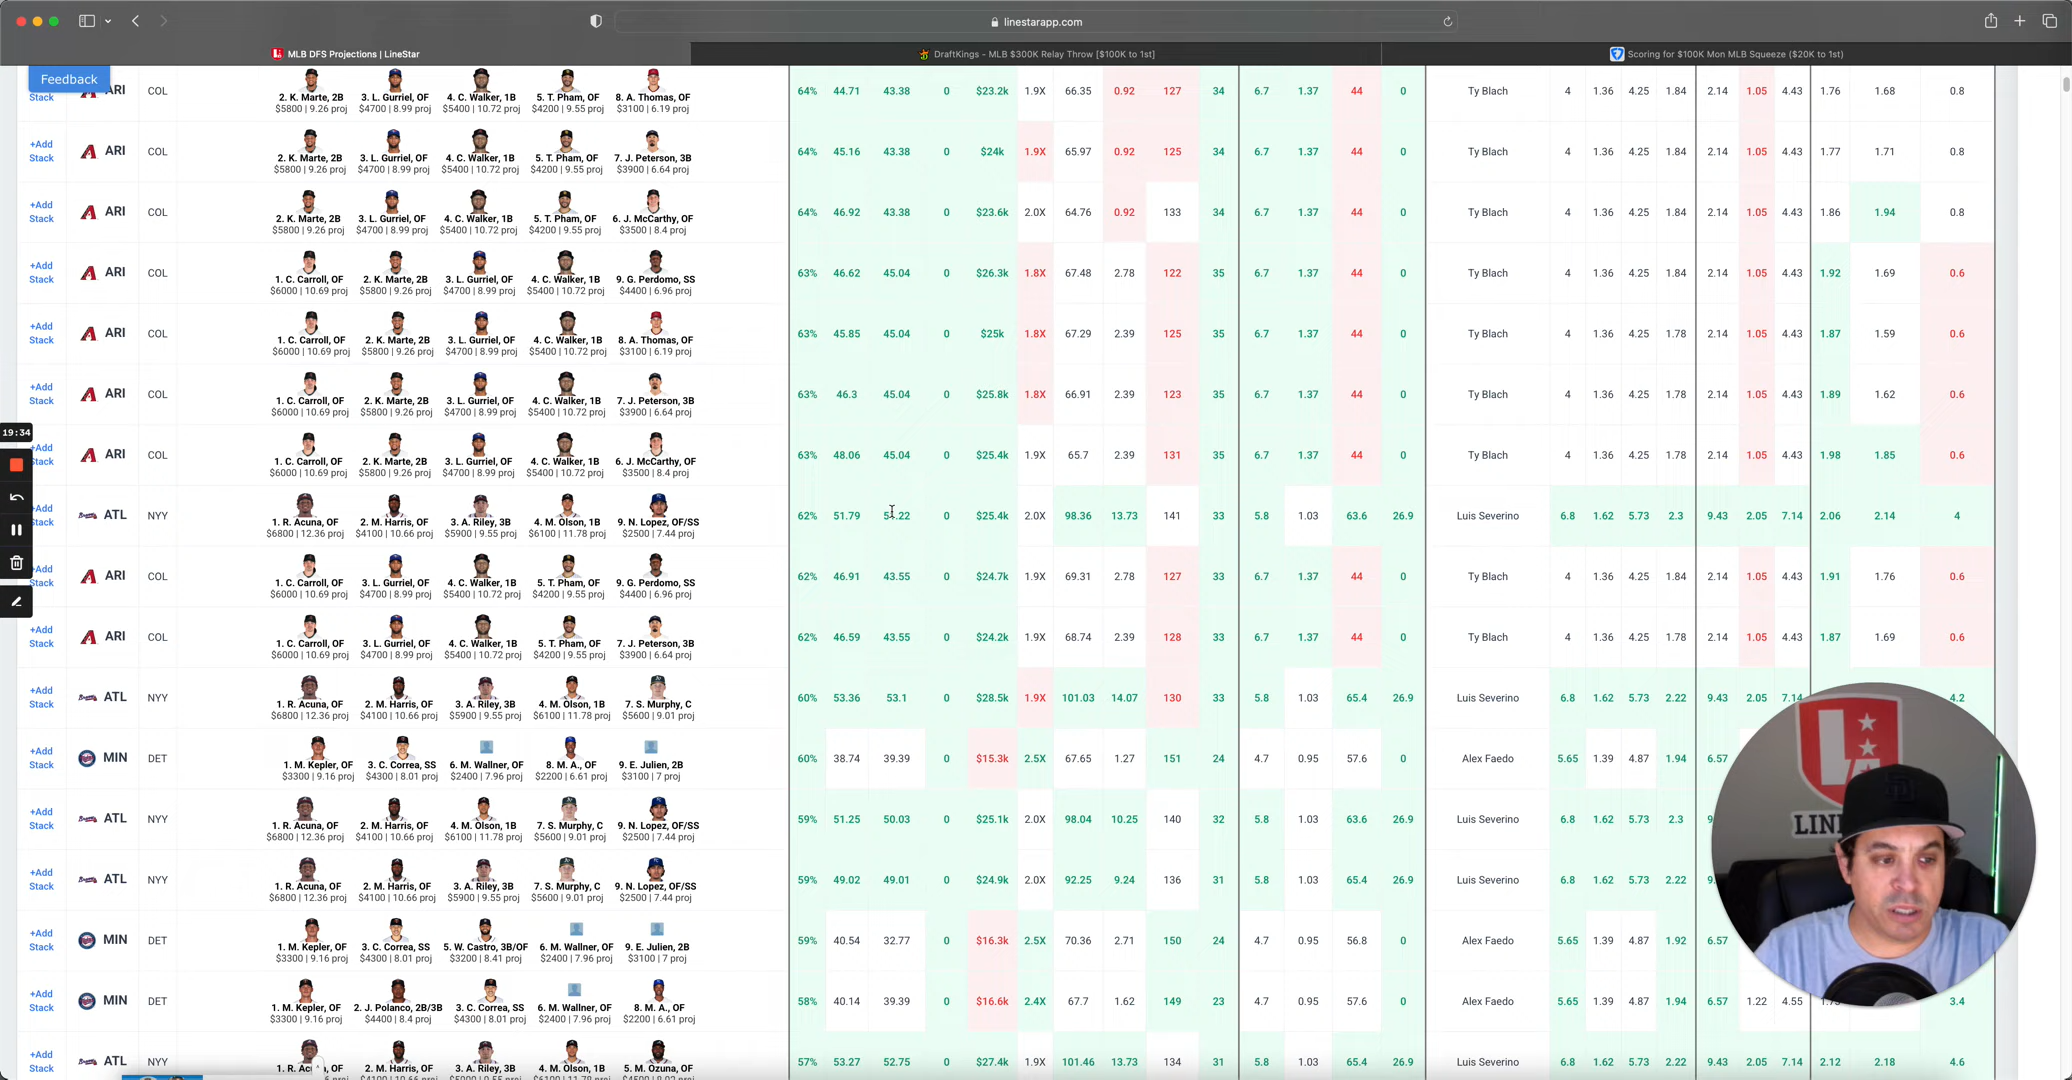 linestarapp.com
MLB DFS Projections | LineStar
DraftKings - MLB $300K Relay Throw [$100K to 1st]
Scoring for $100K Mon MLB Squeeze ($20K to 1st)
Feedback
Stack ARI COL 2. K. Marte, 2B 3. L. Gurriel, OF 4. C. Walker, 1B 5. T. Pham, OF 8. A. Thomas, OF 64% 44.71 43.38 0 $23.2k 1.9X 66.35 0.92 127 34 6.7 1.37 44 0 Ty Blach 4 1.36 4.25 1.84 2.14 1.05 4.43 1.76 1.68 0.8
$5800 | 9.26 proj $4700 | 8.99 proj $5400 | 10.72 proj $4200 | 9.55 proj $3100 | 6.19 proj
+Add Stack ARI COL 2. K. Marte, 2B 3. L. Gurriel, OF 4. C. Walker, 1B 5. T. Pham, OF 7. J. Peterson, 3B 64% 45.16 43.38 0 $24k 1.9X 65.97 0.92 125 34 6.7 1.37 44 0 Ty Blach 4 1.36 4.25 1.84 2.14 1.05 4.43 1.77 1.71 0.8
$5800 | 9.26 proj $4700 | 8.99 proj $5400 | 10.72 proj $4200 | 9.55 proj $3900 | 6.64 proj
+Add Stack ARI COL 2. K. Marte, 2B 3. L. Gurriel, OF 4. C. Walker, 1B 5. T. Pham, OF 6. J. McCarthy, OF 64% 46.92 43.38 0 $23.6k 2.0X 64.76 0.92 133 34 6.7 1.37 44 0 Ty Blach 4 1.36 4.25 1.84 2.14 1.05 4.43 1.86 1.94 0.8
$5800 | 9.26 proj $4700 | 8.99 proj $5400 | 10.72 proj $4200 | 9.55 proj $3500 | 8.4 proj
+Add Stack ARI COL 1. C. Carroll, OF 2. K. Marte, 2B 3. L. Gurriel, OF 4. C. Walker, 1B 9. G. Perdomo, SS 63% 46.62 45.04 0 $26.3k 1.8X 67.48 2.78 122 35 6.7 1.37 44 0 Ty Blach 4 1.36 4.25 1.84 2.14 1.05 4.43 1.92 1.69 0.6
$6000 | 10.69 proj $5800 | 9.26 proj $4700 | 8.99 proj $5400 | 10.72 proj $4400 | 6.96 proj
+Add Stack ARI COL 1. C. Carroll, OF 2. K. Marte, 2B 3. L. Gurriel, OF 4. C. Walker, 1B 8. A. Thomas, OF 63% 45.85 45.04 0 $25k 1.8X 67.29 2.39 125 35 6.7 1.37 44 0 Ty Blach 4 1.36 4.25 1.78 2.14 1.05 4.43 1.87 1.59 0.6
$6000 | 10.69 proj $5800 | 9.26 proj $4700 | 8.99 proj $5400 | 10.72 proj $3100 | 6.19 proj
+Add Stack ARI COL 1. C. Carroll, OF 2. K. Marte, 2B 3. L. Gurriel, OF 4. C. Walker, 1B 7. J. Peterson, 3B 63% 46.3 45.04 0 $25.8k 1.8X 66.91 2.39 123 35 6.7 1.37 44 0 Ty Blach 4 1.36 4.25 1.78 2.14 1.05 4.43 1.89 1.62 0.6
$6000 | 10.69 proj $5800 | 9.26 proj $4700 | 8.99 proj $5400 | 10.72 proj $3900 | 6.64 proj
19:34
Stack ARI COL 1. C. Carroll, OF 2. K. Marte, 2B 3. L. Gurriel, OF 4. C. Walker, 1B 6. J. McCarthy, OF 63% 48.06 45.04 0 $25.4k 1.9X 65.7 2.39 131 35 6.7 1.37 44 0 Ty Blach 4 1.36 4.25 1.78 2.14 1.05 4.43 1.98 1.85 0.6
$6000 | 10.69 proj $5800 | 9.26 proj $4700 | 8.99 proj $5400 | 10.72 proj $3500 | 8.4 proj
+Add Stack ATL NYY 1. R. Acuna, OF 2. M. Harris, OF 3. A. Riley, 3B 4. M. Olson, 1B 9. N. Lopez, OF/SS 62% 51.79 0 $25.4k 2.0X 98.36 13.73 141 33 5.8 1.03 63.6 26.9 Luis Severino 6.8 1.62 5.73 2.3 9.43 2.05 7.14 2.06 2.14 4
$6800 | 12.36 proj $4100 | 10.66 proj $5900 | 9.55 proj $6100 | 11.78 proj $2500 | 7.44 proj
+Add Stack ARI COL 1. C. Carroll, OF 3. L. Gurriel, OF 4. C. Walker, 1B 5. T. Pham, OF 9. G. Perdomo, SS 62% 46.91 43.55 0 $24.7k 1.9X 69.31 2.78 127 33 6.7 1.37 44 0 Ty Blach 4 1.36 4.25 1.84 2.14 1.05 4.43 1.91 1.76 0.6
$6000 | 10.69 proj $4700 | 8.99 proj $5400 | 10.72 proj $4200 | 9.55 proj $4400 | 6.96 proj
+Add Stack ARI COL 1. C. Carroll, OF 3. L. Gurriel, OF 4. C. Walker, 1B 5. T. Pham, OF 7. J. Peterson, 3B 62% 46.59 43.55 0 $24.2k 1.9X 68.74 2.39 128 33 6.7 1.37 44 0 Ty Blach 4 1.36 4.25 1.78 2.14 1.05 4.43 1.87 1.69 0.6
$6000 | 10.69 proj $4700 | 8.99 proj $5400 | 10.72 proj $4200 | 9.55 proj $3900 | 6.64 proj
+Add Stack ATL NYY 1. R. Acuna, OF 2. M. Harris, OF 3. A. Riley, 3B 4. M. Olson, 1B 7. S. Murphy, C 60% 53.36 53.1 0 $28.5k 1.9X 101.03 14.07 130 33 5.8 1.03 65.4 26.9 Luis Severino 6.8 1.62 5.73 2.22 9.43 2.05 7.14 4.2
$6800 | 12.36 proj $4100 | 10.66 proj $5900 | 9.55 proj $6100 | 11.78 proj $5600 | 9.01 proj
+Add Stack MIN DET 1. M. Kepler, OF 3. C. Correa, SS 6. M. Wallner, OF 8. M. A., OF 9. E. Julien, 2B 60% 38.74 39.39 0 $15.3k 2.5X 67.65 1.27 151 24 4.7 0.95 57.6 0 Alex Faedo 5.65 1.39 4.87 1.94 6.57
$3300 | 9.16 proj $4300 | 8.01 proj $2400 | 7.96 proj $2200 | 6.61 proj $3100 | 7 proj
+Add Stack ATL NYY 1. R. Acuna, OF 2. M. Harris, OF 4. M. Olson, 1B 7. S. Murphy, C 9. N. Lopez, OF/SS 59% 51.25 50.03 0 $25.1k 2.0X 98.04 10.25 140 32 5.8 1.03 63.6 26.9 Luis Severino 6.8 1.62 5.73 2.3
$6800 | 12.36 proj $4100 | 10.66 proj $6100 | 11.78 proj $5600 | 9.01 proj $2500 | 7.44 proj
+Add Stack ATL NYY 1. R. Acuna, OF 2. M. Harris, OF 3. A. Riley, 3B 7. S. Murphy, C 9. N. Lopez, OF/SS 59% 49.02 49.01 0 $24.9k 2.0X 92.25 9.24 136 31 5.8 1.03 65.4 26.9 Luis Severino 6.8 1.62 5.73 2.22
$6800 | 12.36 proj $4100 | 10.66 proj $5900 | 9.55 proj $5600 | 9.01 proj $2500 | 7.44 proj
+Add Stack MIN DET 1. M. Kepler, OF 3. C. Correa, SS 5. W. Castro, 3B/OF 6. M. Wallner, OF 9. E. Julien, 2B 59% 40.54 32.77 0 $16.3k 2.5X 70.36 2.71 150 24 4.7 0.95 56.8 0 Alex Faedo 5.65 1.39 4.87 1.92 6.57
$3300 | 9.16 proj $4300 | 8.01 proj $3200 | 8.41 proj $2400 | 7.96 proj $3100 | 7 proj
+Add Stack MIN DET 1. M. Kepler, OF 2. J. Polanco, 2B/3B 3. C. Correa, SS 6. M. Wallner, OF 8. M. A., OF 58% 40.14 39.39 0 $16.6k 2.4X 67.7 1.62 149 23 4.7 0.95 57.6 0 Alex Faedo 5.65 1.39 4.87 1.94 6.57 1.22 4.55 3.4
$3300 | 9.16 proj $4400 | 8.4 proj $4300 | 8.01 proj $2400 | 7.96 proj $2200 | 6.61 proj
+Add Stack ATL NYY 2. M. Harris, OF 3. A. Riley, 3B 4. M. Olson, 1B 5. M. Ozuna, OF 57% 53.27 52.75 0 $27.4k 1.9X 101.46 13.73 134 31 5.8 1.03 65.4 26.9 Luis Severino 6.8 1.62 5.73 2.22 9.43 2.05 7.14 2.12 2.18 4.6